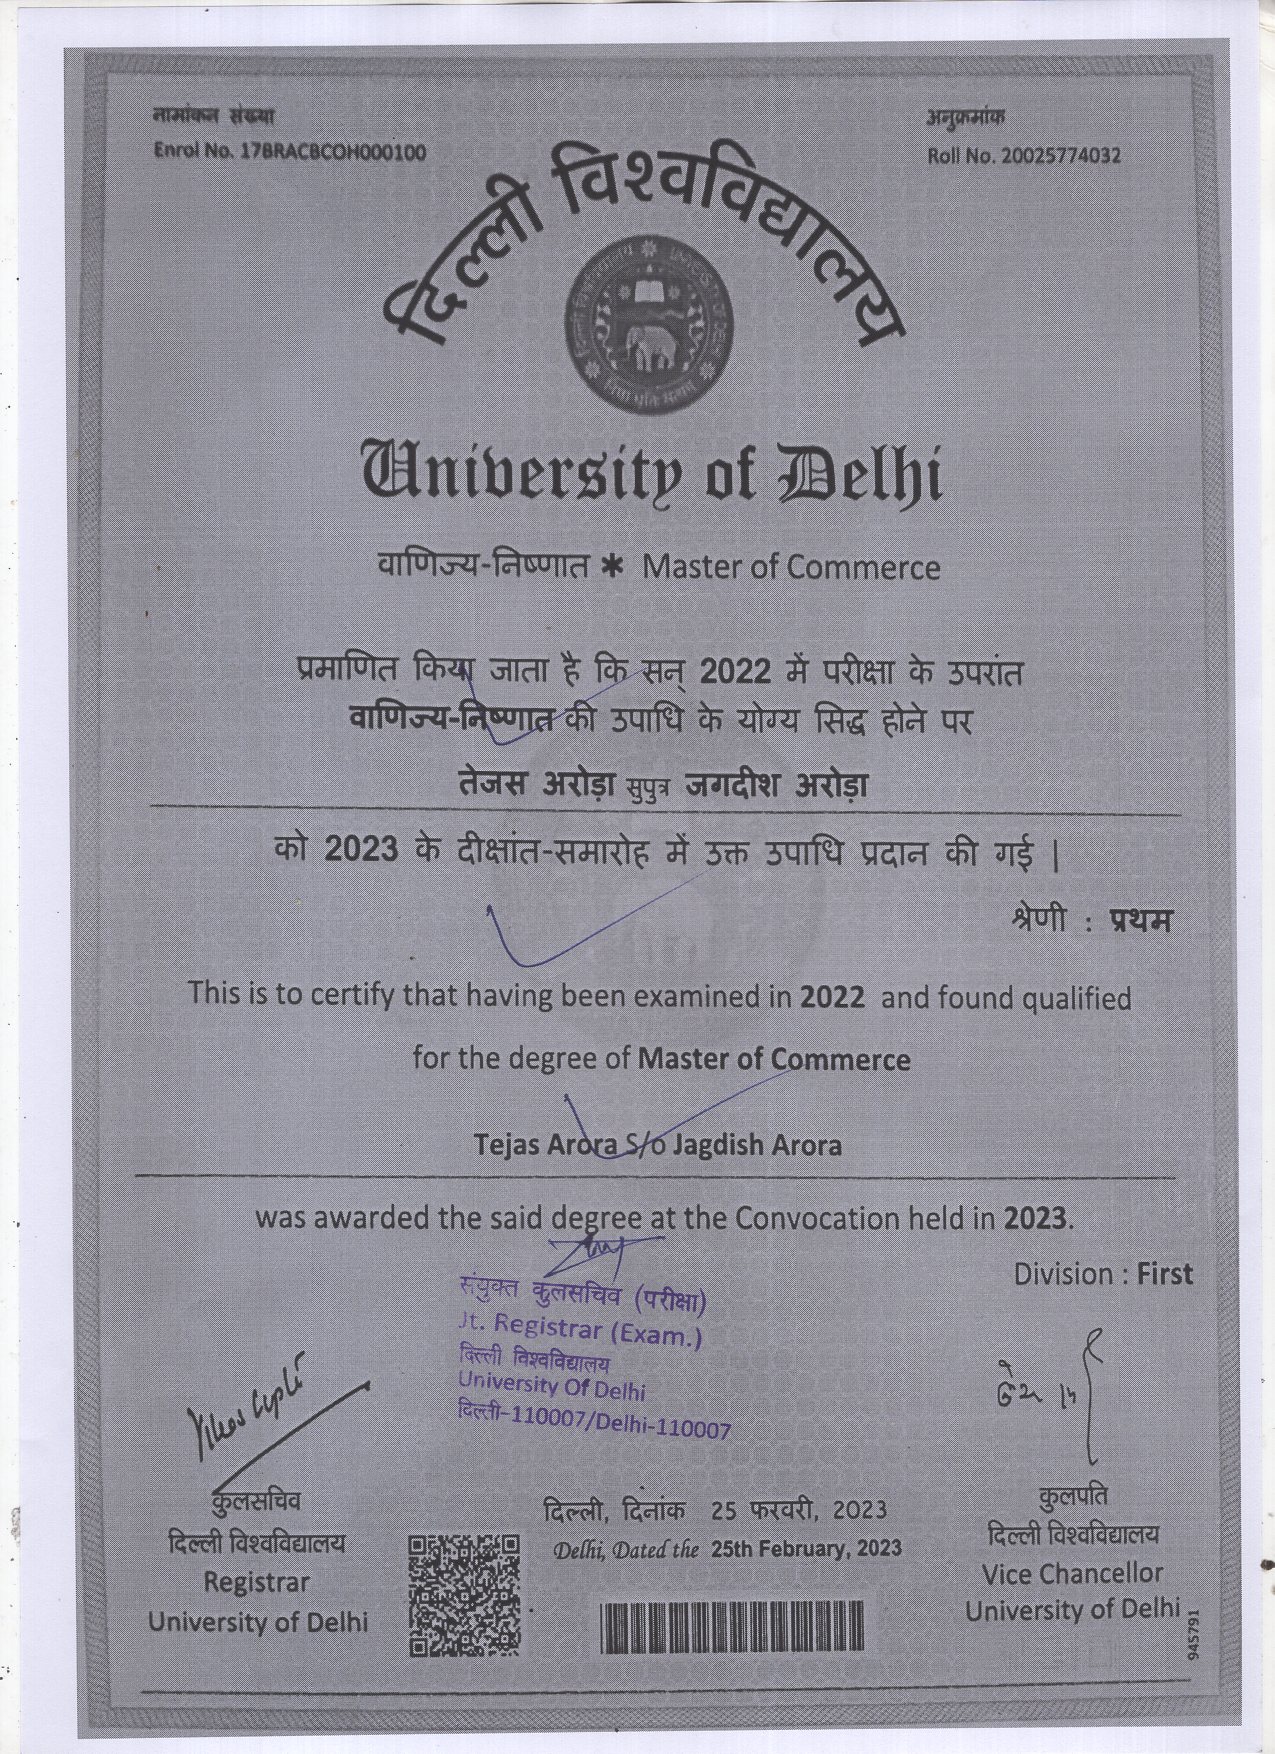 नामांकन संख्या
Enrol No. 17BRACBCOH000100
अनुक्रमांक
Roll No. 20025774032
दिल्ली विश्वविद्यालय
University of Delhi
वाणिज्य-निष्णात ✱ Master of Commerce
प्रमाणित किया जाता है कि सन् 2022 में परीक्षा के उपरांत
वाणिज्य-निष्णात की उपाधि के योग्य सिद्ध होने पर
तेजस अरोड़ा सुपुत्र जगदीश अरोड़ा
को 2023 के दीक्षांत-समारोह में उक्त उपाधि प्रदान की गई |
श्रेणी : प्रथम
This is to certify that having been examined in 2022 and found qualified
for the degree of Master of Commerce
Tejas Arora S/o Jagdish Arora
was awarded the said degree at the Convocation held in 2023.
Division : First
संयुक्त कुलसचिव (परीक्षा)
Jt. Registrar (Exam.)
दिल्ली विश्वविद्यालय
University Of Delhi
दिल्ली-110007/Delhi-110007
Vikas Gupta
कुलसचिव
दिल्ली विश्वविद्यालय
Registrar
University of Delhi
दिल्ली, दिनांक 25 फरवरी, 2023
Delhi, Dated the 25th February, 2023
कुलपति
दिल्ली विश्वविद्यालय
Vice Chancellor
University of Delhi
945791